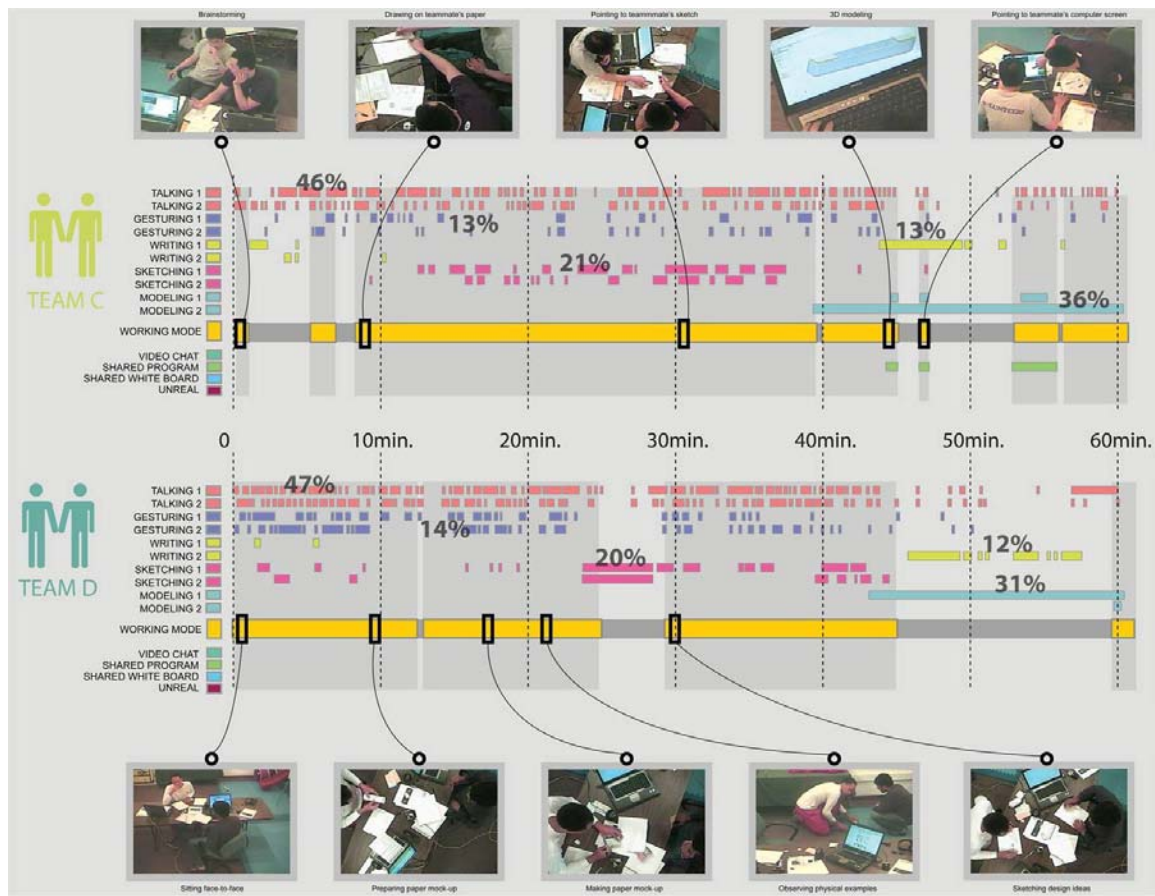 Brainstorming
Drawing on teammate's paper
Pointing to teammmate's sketch
3D modeling
Pointing to teammate's computer screen
TALKING 1
46%
TALKING 2
GESTURING 1
GESTURING 2
13%
WRITING 1
13%
WRITING 2
SKETCHING 1
21%
SKETCHING 2
TEAM C
MODELING 1
MODELING 2
36%
WORKING MODE
VIDEO CHAT
SHARED PROGRAM
SHARED WHITE BOARD
UNREAL
0 10min. 20min. 30min. 40min. 50min. 60min.
TALKING 1
47%
TALKING 2
GESTURING 1
GESTURING 2
14%
WRITING 1
WRITING 2
12%
SKETCHING 1
20%
SKETCHING 2
TEAM D
MODELING 1
31%
MODELING 2
WORKING MODE
VIDEO CHAT
SHARED PROGRAM
SHARED WHITE BOARD
UNREAL
Sitting face-to-face
Preparing paper mock-up
Making paper mock-up
Observing physical examples
Sketching design ideas